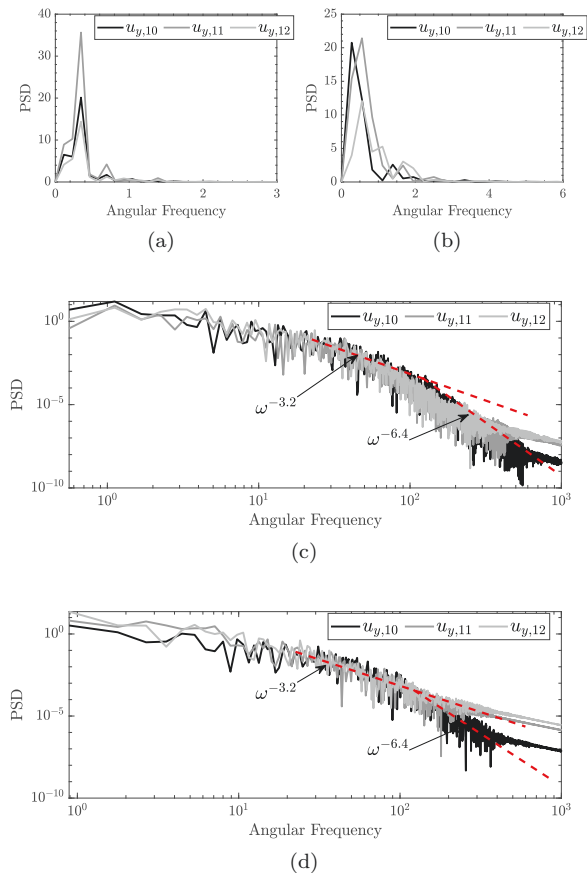 u_{y,10} u_{y,11} u_{y,12}
40
30
20
10
0
PSD
0 1 2 3
Angular Frequency
(a)
u_{y,10} u_{y,11} u_{y,12}
25
20
15
10
5
0
PSD
0 2 4 6
Angular Frequency
(b)
u_{y,10} u_{y,11} u_{y,12}
10^0
10^{-5}
10^{-10}
PSD
ω^{-3.2}
ω^{-6.4}
10^0 10^1 10^2 10^3
Angular Frequency
(c)
u_{y,10} u_{y,11} u_{y,12}
10^0
10^{-5}
10^{-10}
PSD
ω^{-3.2}
ω^{-6.4}
10^0 10^1 10^2 10^3
Angular Frequency
(d)